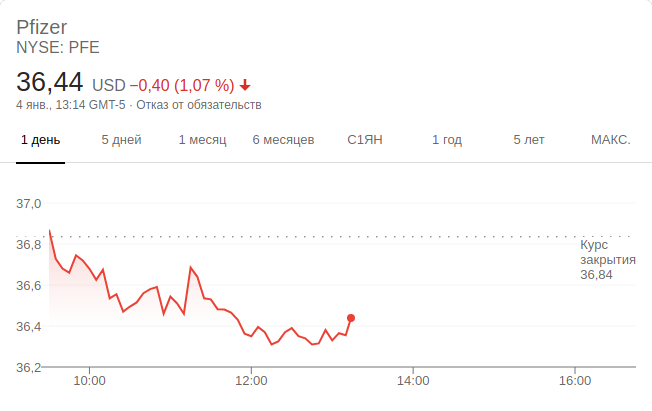 Pfizer
NYSE: PFE
36,44 USD −0,40 (1,07 %)
4 янв., 13:14 GMT-5 · Отказ от обязательств
1 день 5 дней 1 месяц 6 месяцев С1ЯН 1 год 5 лет МАКС.
37,0
36,8
36,6
36,4
36,2
Курс
закрытия
36,84
10:00 12:00 14:00 16:00